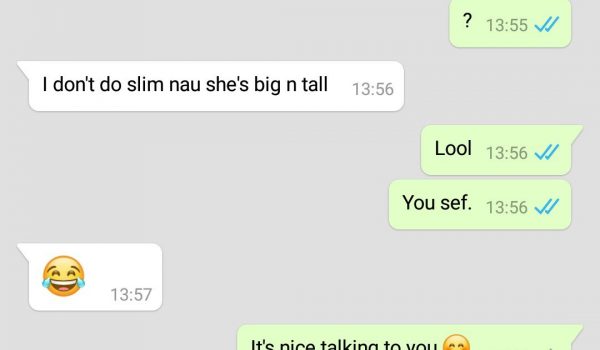 ? 13:55
I don't do slim nau she's big n tall 13:56
Lool 13:56
You sef. 13:56
😂 13:57
It's nice talking to you 😊